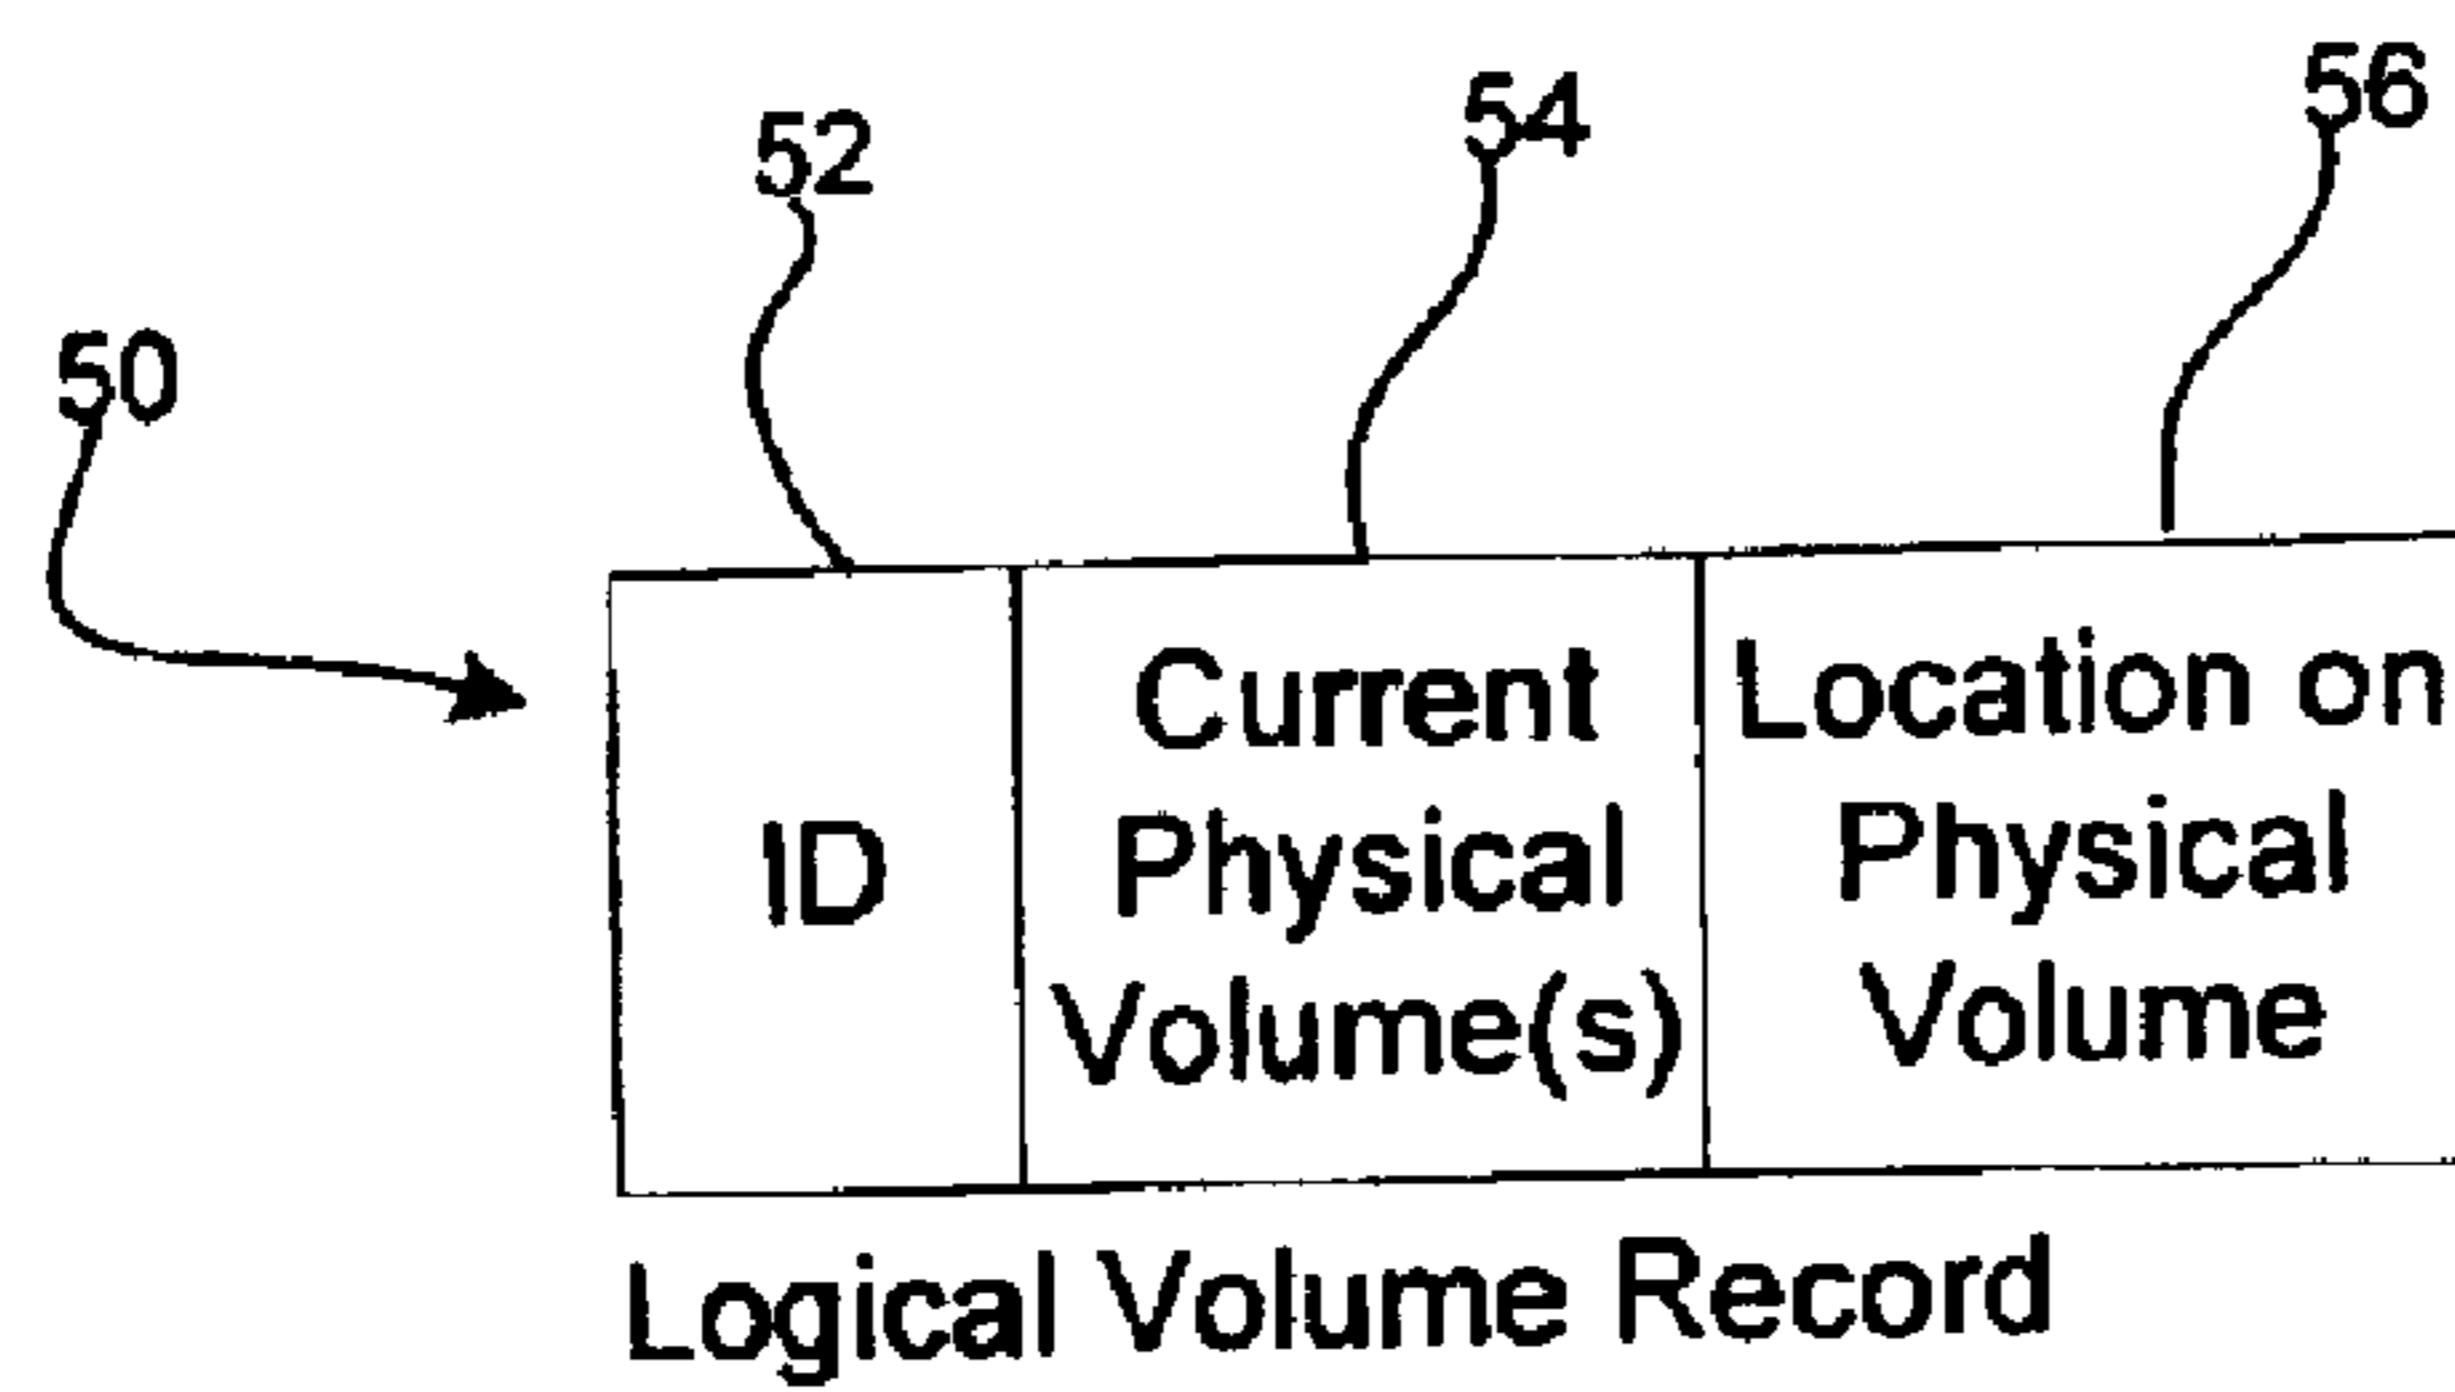 52
54
56
50
ID
Current
Physical
Volume(s)
Location on
Physical
Volume
Logical Volume Record